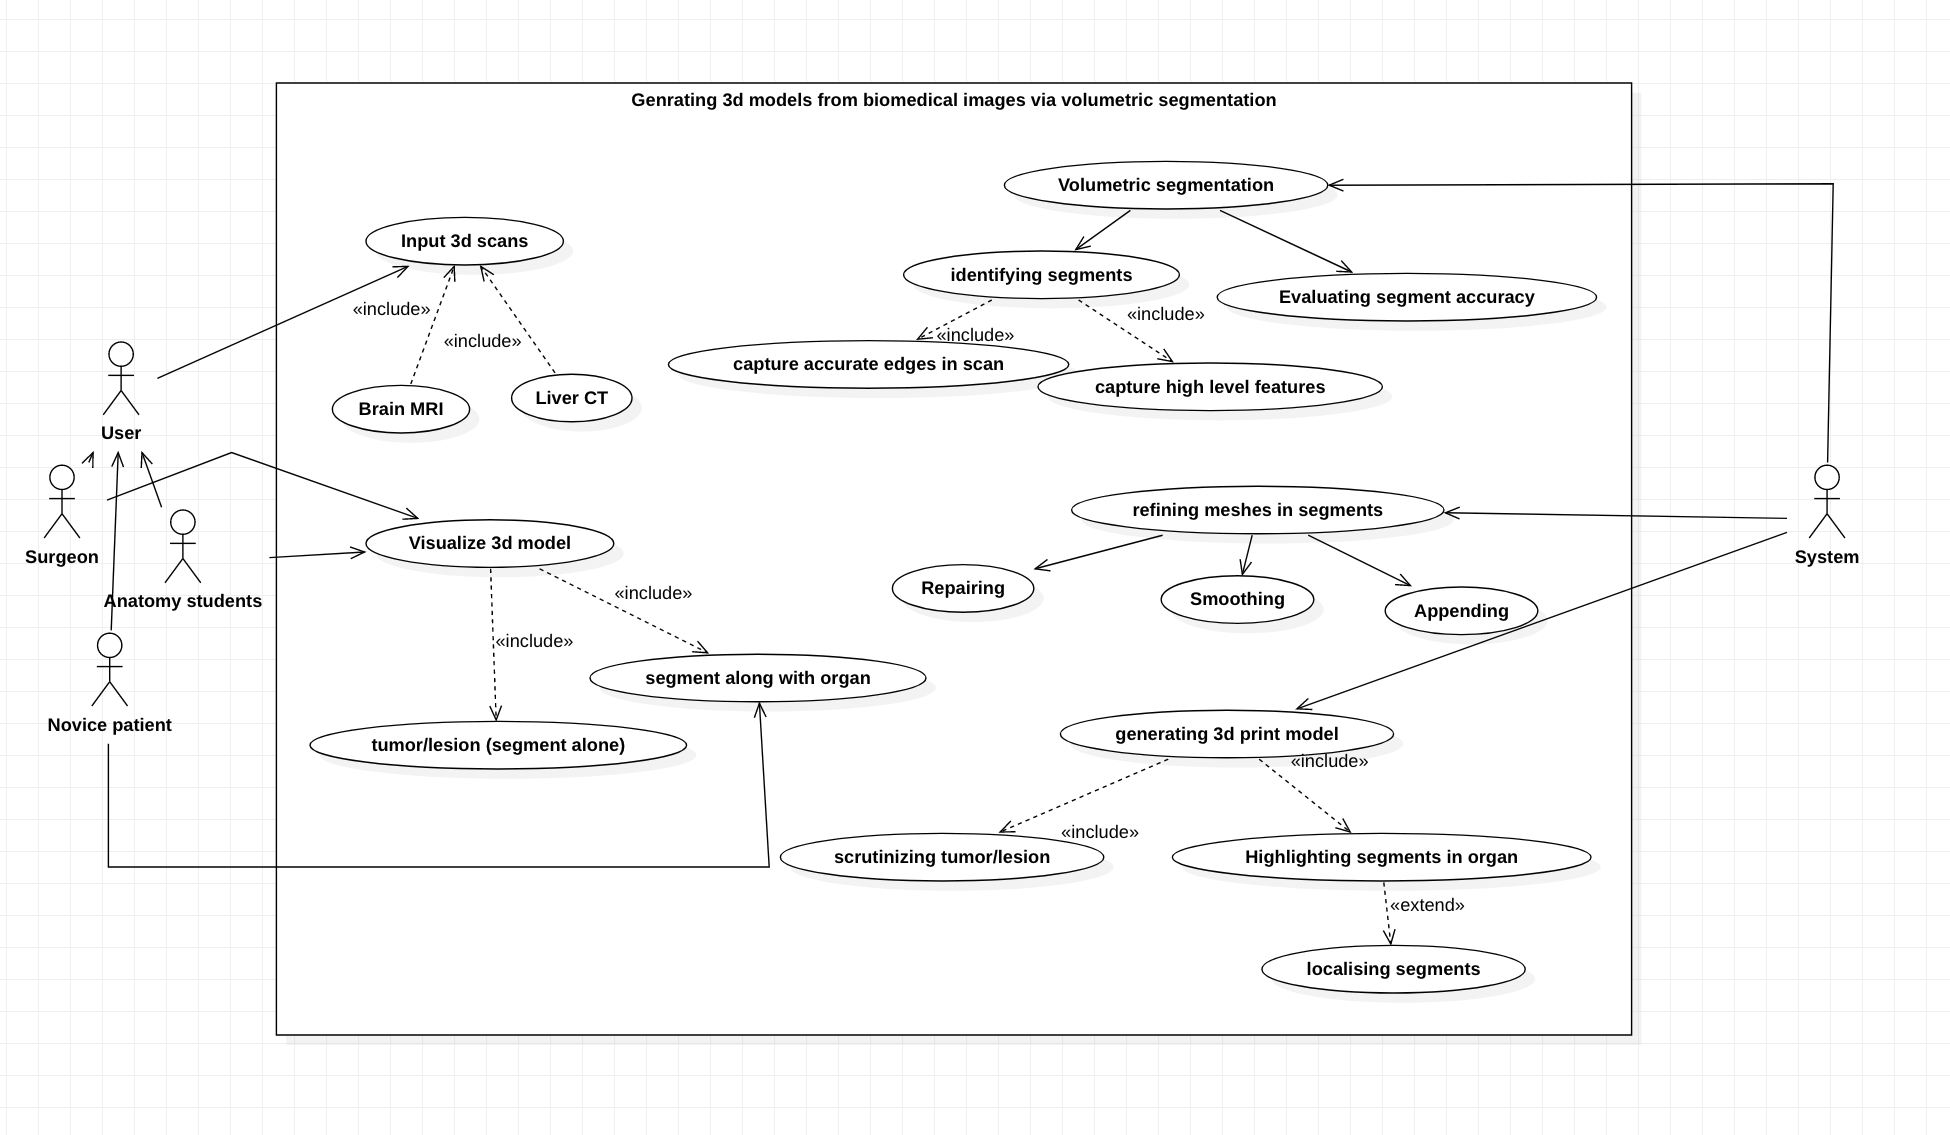 Genrating 3d models from biomedical images via volumetric segmentation
Volumetric segmentation
Input 3d scans
identifying segments
Evaluating segment accuracy
«include»
«include»
«include»
«include»
capture accurate edges in scan
capture high level features
Brain MRI
Liver CT
User
Surgeon
Anatomy students
Novice patient
System
Visualize 3d model
«include»
«include»
segment along with organ
tumor/lesion (segment alone)
refining meshes in segments
Repairing
Smoothing
Appending
generating 3d print model
«include»
«include»
scrutinizing tumor/lesion
Highlighting segments in organ
«extend»
localising segments